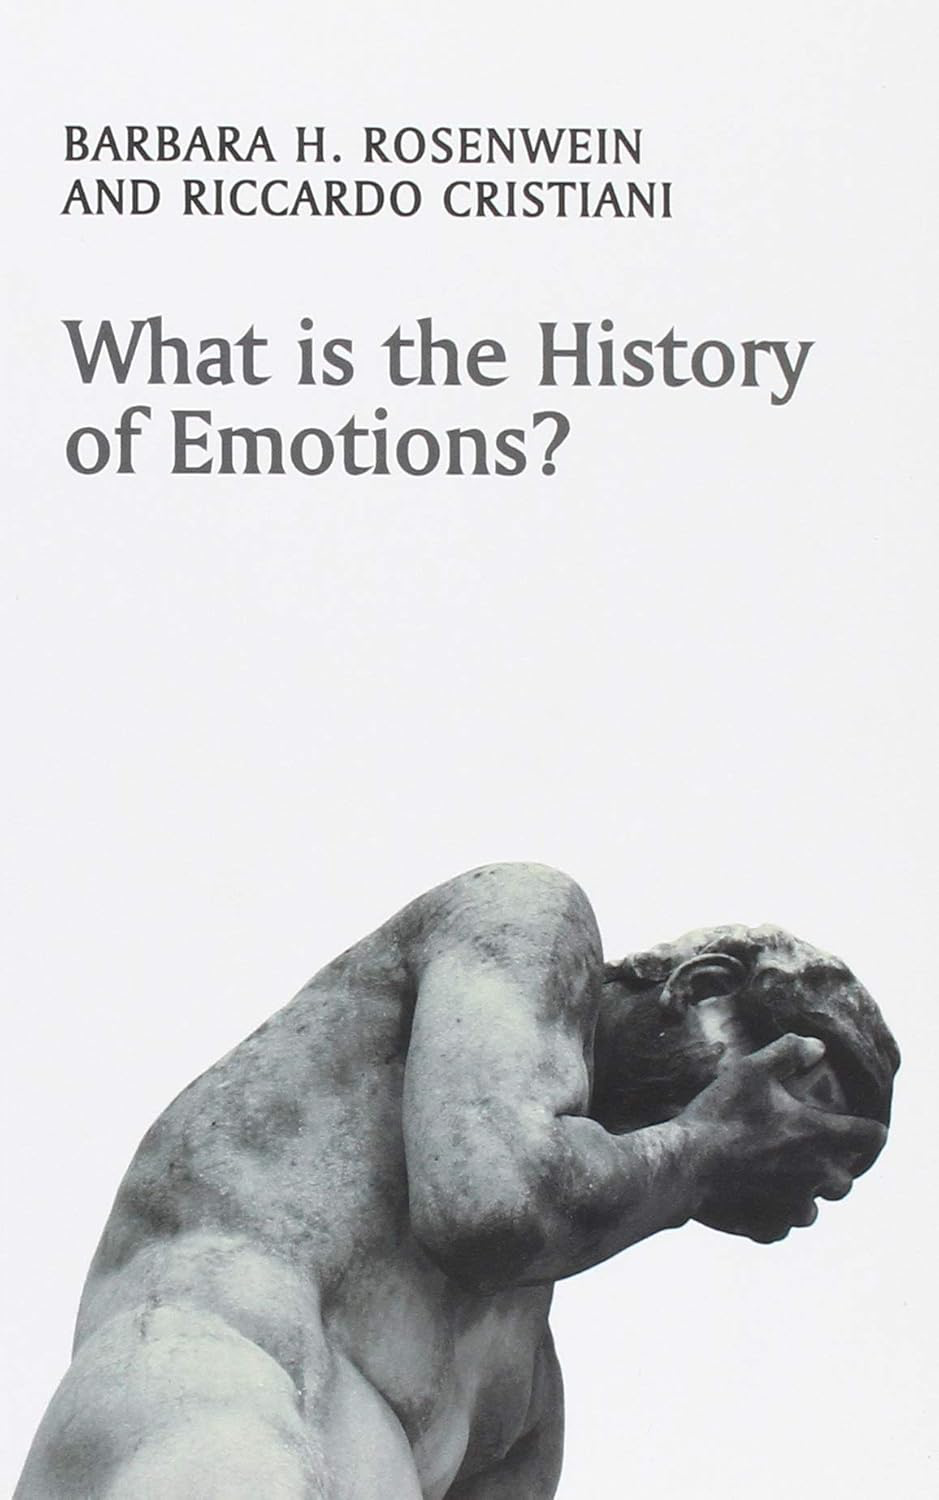 BARBARA H. ROSENWEIN
AND RICCARDO CRISTIANI
What is the History
of Emotions?